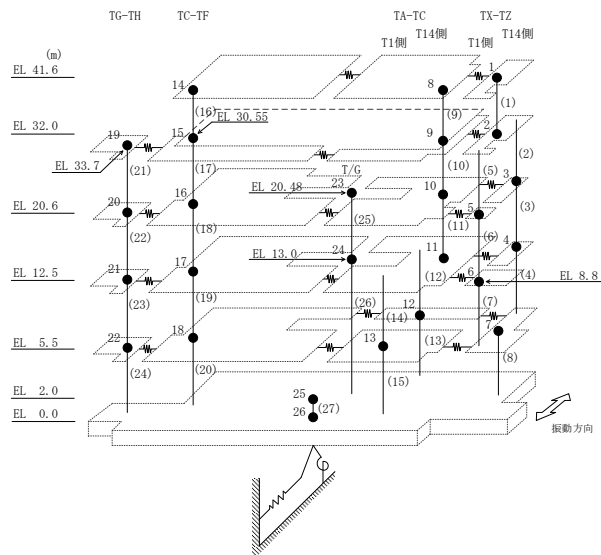 TG-TH TC-TF TA-TC TX-TZ
T1側 T14側 T1側 T14側
(m)
EL 41.6
14 8 1
(16) (9) (1)
EL 30.55
EL 32.0
19 15 9 2
EL 33.7
(21) (17) (10) (2)
T/G
16 EL 20.48 23 10 (5) 3
EL 20.6
20 (18) (25) (11) 5 (3)
(22)
17 EL 13.0 24 11 (6) 4
EL 12.5
21 (19) (12) 6 (4) EL 8.8
(23)
(26) (14) 12 (7)
18 13 (13) 7
EL 5.5
22 (20) (15) (8)
(24)
EL 2.0
25
EL 0.0
26 (27)
振動方向